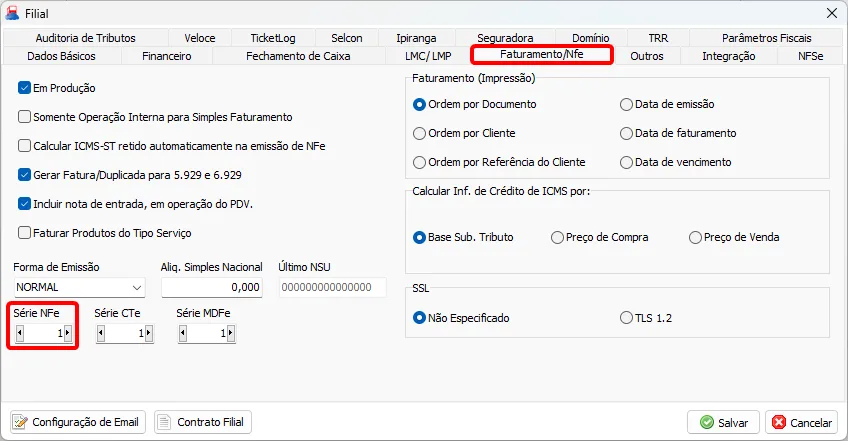 Filial
Auditoria de Tributos Veloce TicketLog Selcon Ipiranga Seguradora Domínio TRR Parâmetros Fiscais
Dados Básicos Financeiro Fechamento de Caixa LMC/ LMP Faturamento/Nfe Outros Integração NFSe
Em Produção
Somente Operação Interna para Simples Faturamento
Calcular ICMS-ST retido automaticamente na emissão de NFe
Gerar Fatura/Duplicada para 5.929 e 6.929
Incluir nota de entrada, em operação do PDV.
Faturar Produtos do Tipo Serviço
Forma de Emissão Aliq. Simples Nacional Último NSU
NORMAL 0,000 000000000000000
Série NFe Série CTe Série MDFe
1 1 1
Faturamento (Impressão)
Ordem por Documento Data de emissão
Ordem por Cliente Data de faturamento
Ordem por Referência do Cliente Data de vencimento
Calcular Inf. de Crédito de ICMS por:
Base Sub. Tributo Preço de Compra Preço de Venda
SSL
Não Especificado TLS 1.2
Configuração de Email Contrato Filial Salvar Cancelar